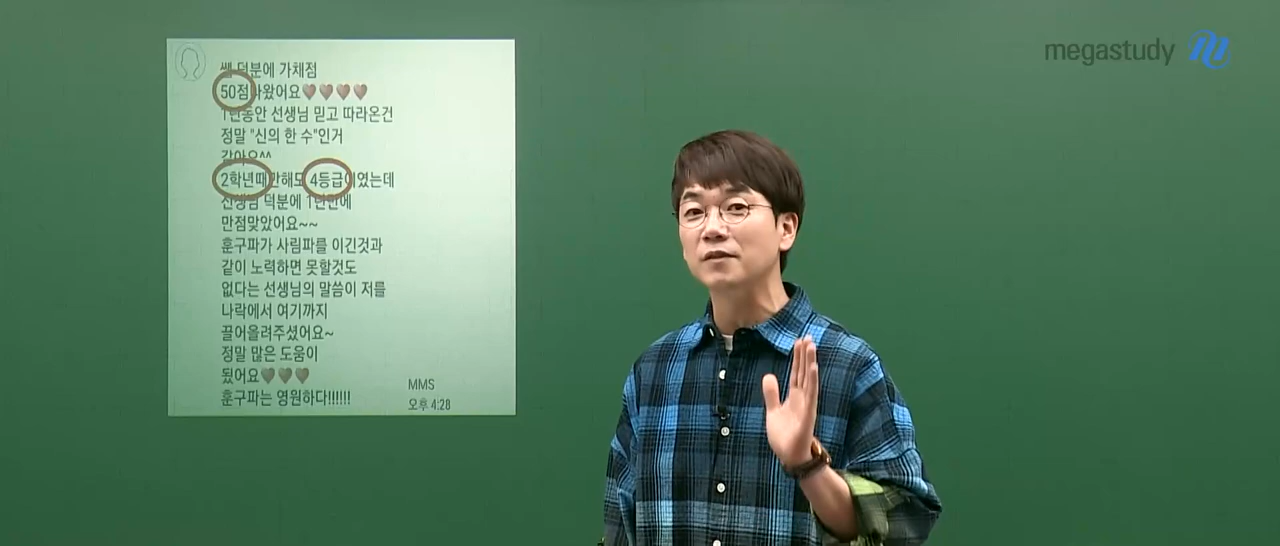 쌤 덕분에 가채점
50점 나왔어요
1년동안 선생님 믿고 따라온건
정말 "신의 한 수"인거
같아요^^
2학년때만해도 4등급이였는데
선생님 덕분에 1년만에
만점맞았어요~~
훈구파가 사림파를 이긴것과
같이 노력하면 못할것도
없다는 선생님의 말씀이 저를
나락에서 여기까지
끌어올려주셨어요~
정말 많은 도움이
됬어요
훈구파는 영원하다!!!!!!
MMS
오후 4:28
megastudy